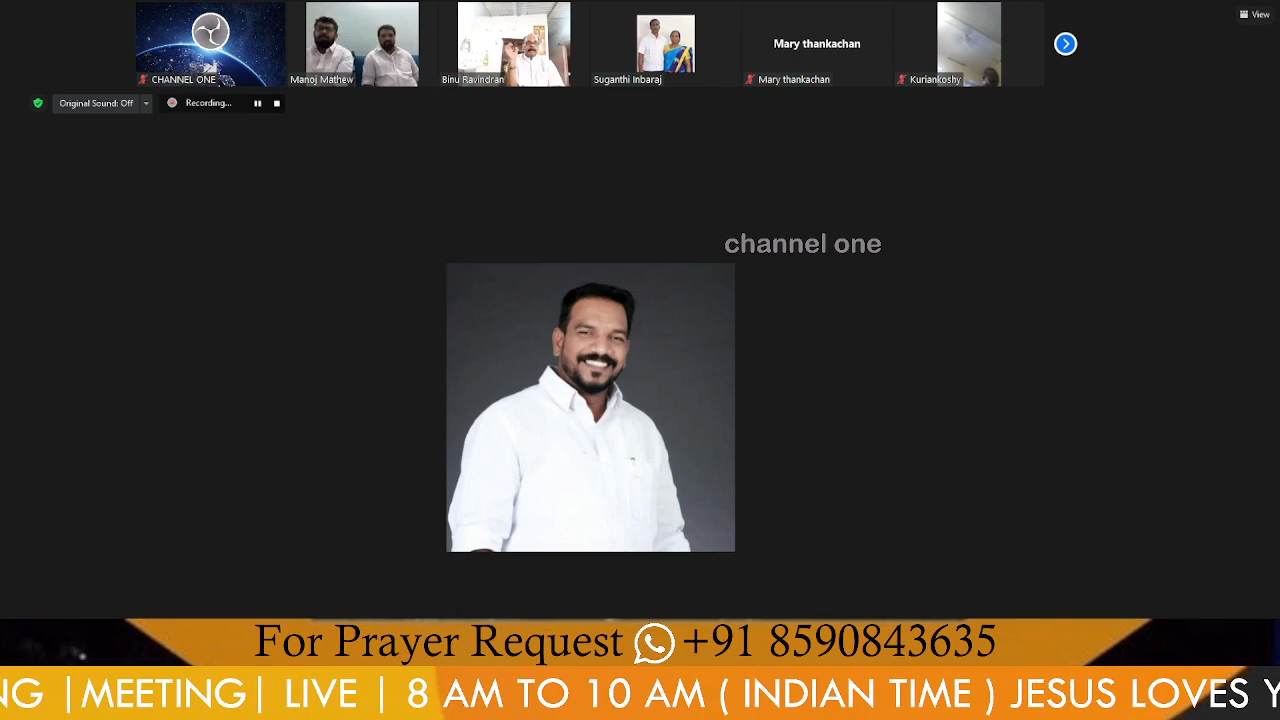 View
CHANNEL ONE
Manoj Mathew
Binu Ravindran
Suganthi Inbaraj
Mary thankachan
Mary thankachan
Kuriankoshy
Original Sound: Off
Recording...
channel one
For Prayer Request +91 8590843635
NG | MEETING | LIVE | 8 AM TO 10 AM ( INDIAN TIME ) JESUS LOVES Y